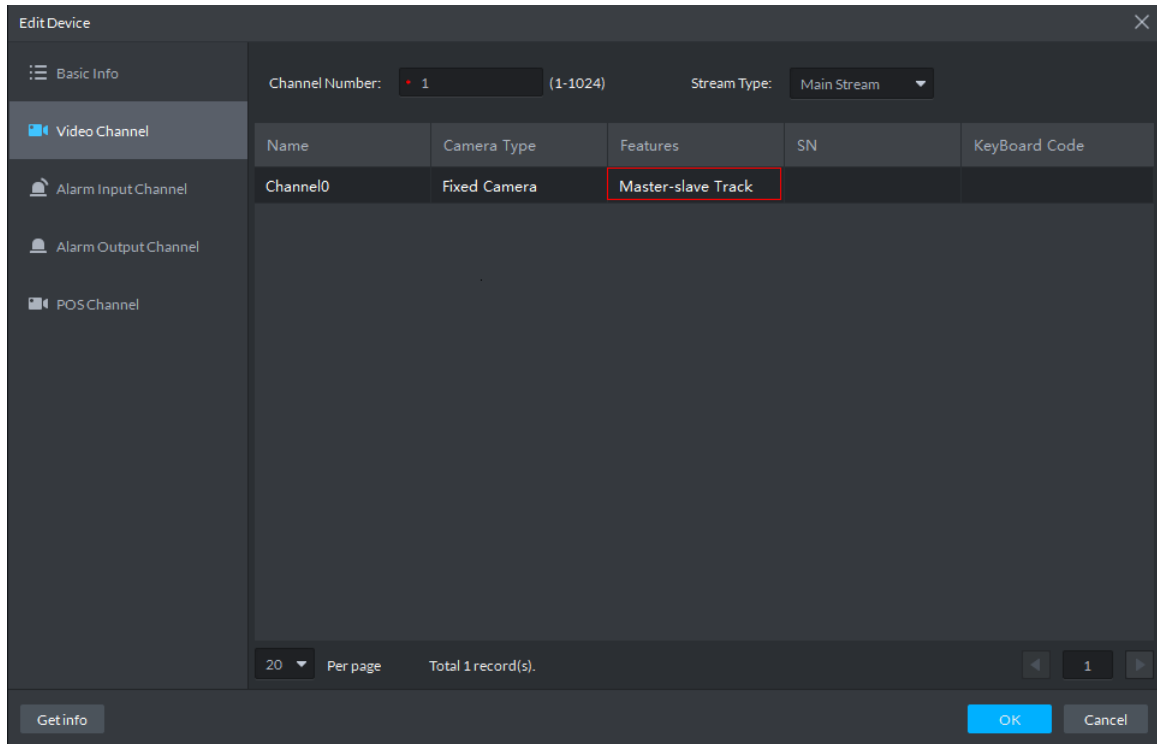 Edit Device
Basic Info
Video Channel
Alarm Input Channel
Alarm Output Channel
POS Channel
Channel Number: * 1 (1-1024) Stream Type: Main Stream
Name Camera Type Features SN KeyBoard Code
Channel0 Fixed Camera Master-slave Track
20 Per page Total 1 record(s). 1
Get info OK Cancel